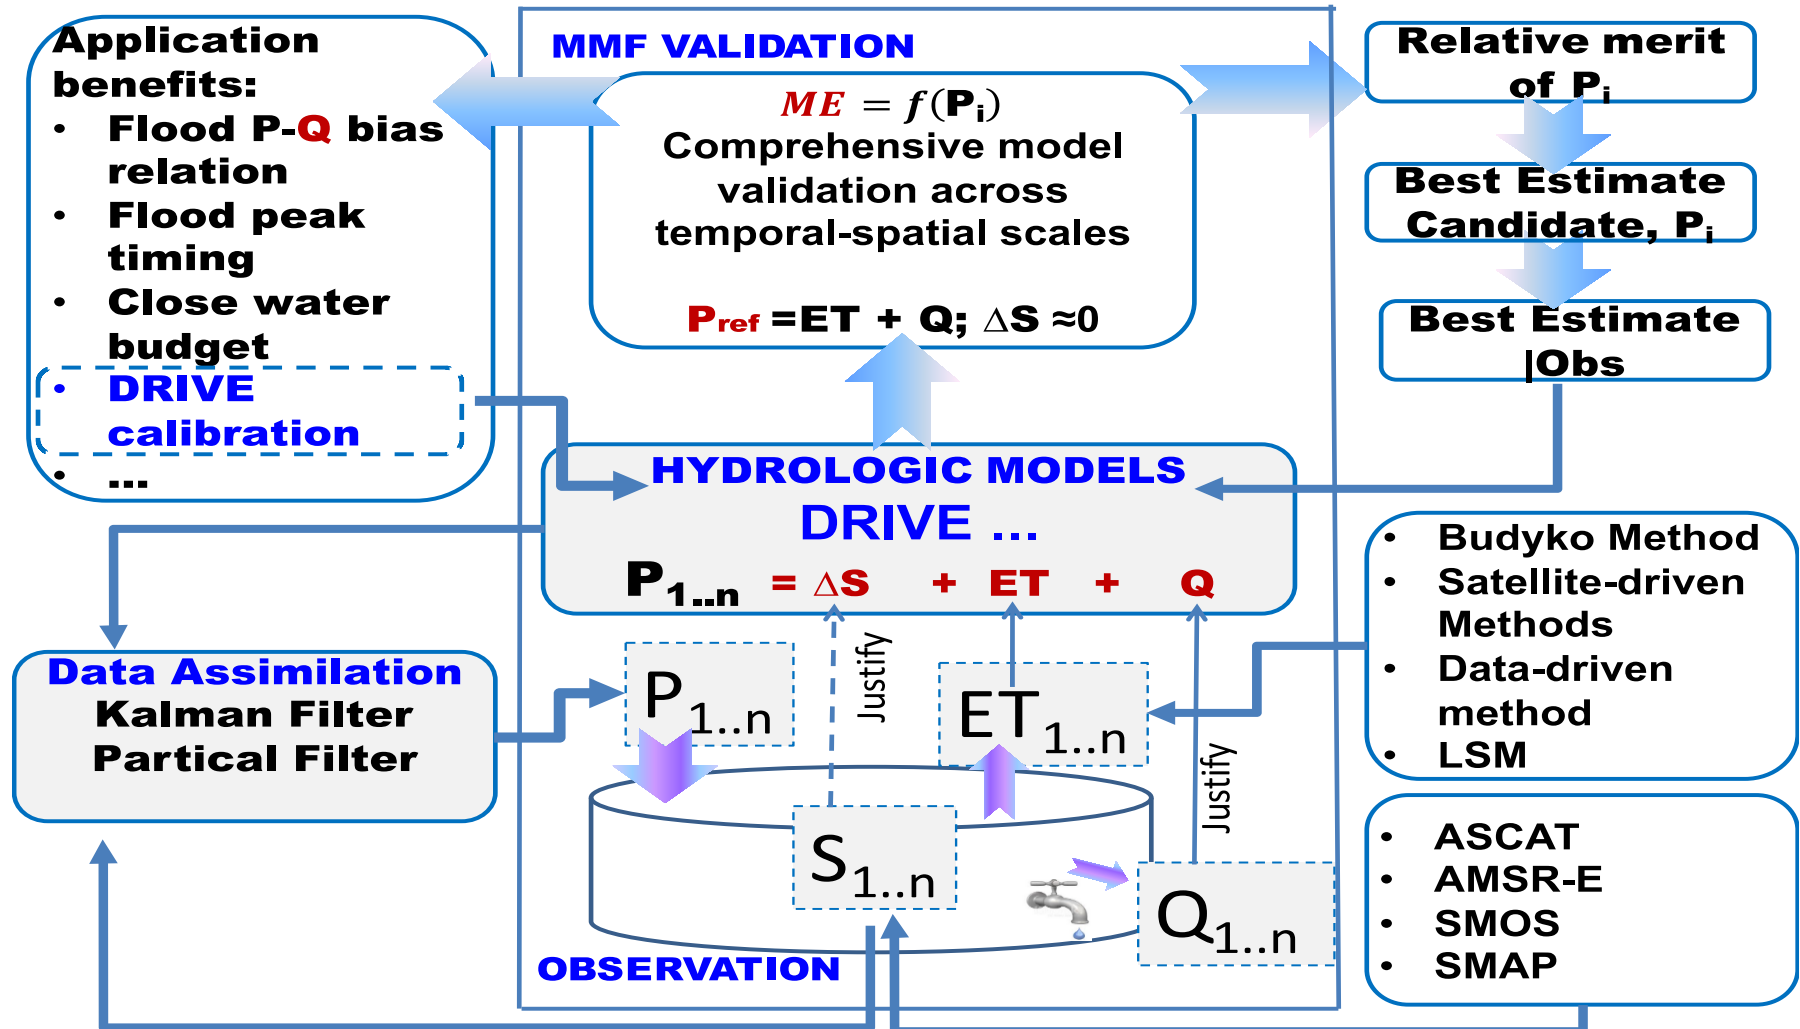 Application
benefits:
• Flood P-Q bias
relation
• Flood peak
timing
• Close water
budget
• DRIVE
calibration
• ...
MMF VALIDATION
ME = f(Pi)
Comprehensive model
validation across
temporal-spatial scales
Pref =ET + Q; ∆S ≈0
Relative merit
of Pi
Best Estimate
Candidate, Pi
Best Estimate
|Obs
HYDROLOGIC MODELS
DRIVE ...
P1..n = ∆S + ET + Q
• Budyko Method
• Satellite-driven
Methods
• Data-driven
method
• LSM
Data Assimilation
Kalman Filter
Partical Filter
P1..n
Justify
ET1..n
Justify
S1..n
Q1..n
OBSERVATION
• ASCAT
• AMSR-E
• SMOS
• SMAP